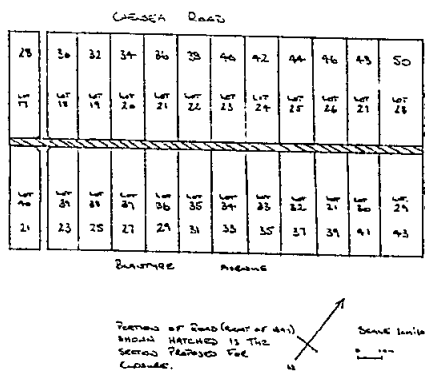 CHELSEA ROAD
28 30 32 34 36 38 40 42 44 46 48 50
LOT LOT LOT LOT LOT LOT LOT LOT LOT LOT LOT LOT
17 18 19 20 21 22 23 24 25 26 27 28
LOT LOT LOT LOT LOT LOT LOT LOT LOT LOT LOT LOT
40 39 38 37 36 35 34 33 32 31 30 29
21 23 25 27 29 31 33 35 37 39 41 43
AVENUE
PORTION OF ROAD (RIGHT OF WAY)
SHOWN HATCHED IS THE
SECTION PROPOSED FOR
CLOSURE.
SCALE
N
0